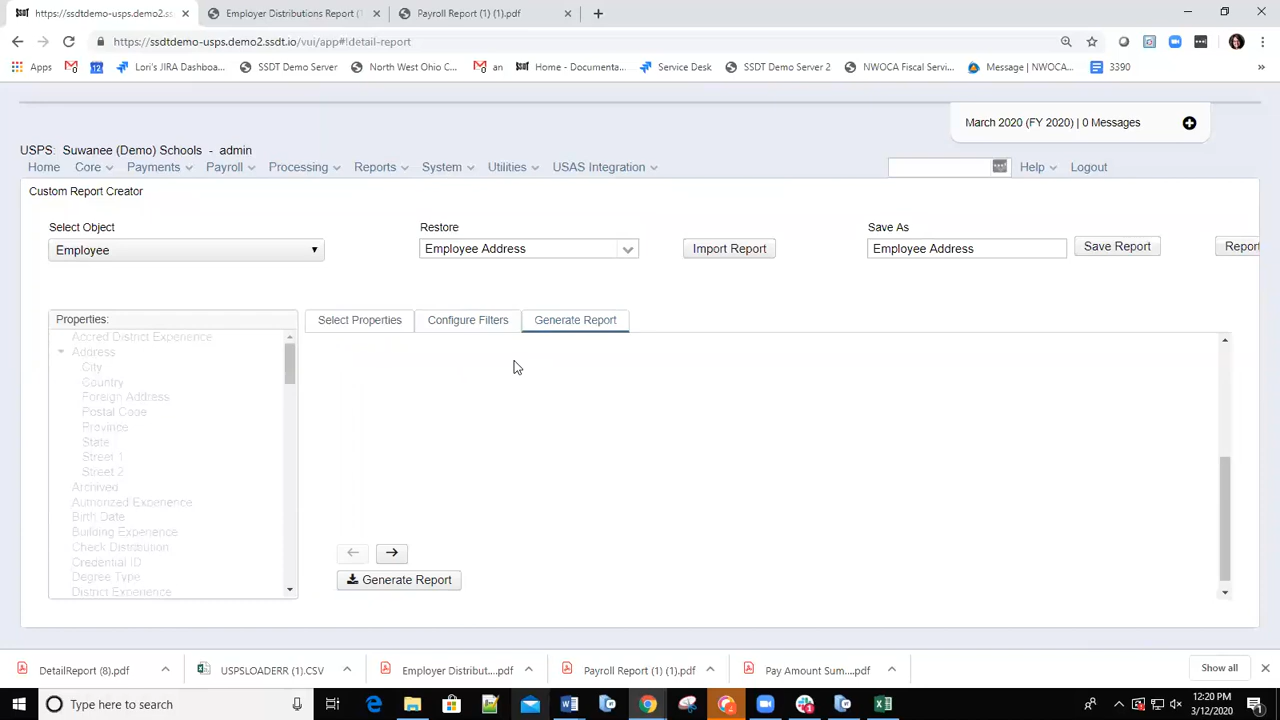 https://ssdtdemo-usps.demo2.ss
Employer Distributions Report (
Payroll Report (1) (1).pdf
https://ssdtdemo-usps.demo2.ssdt.io/vui/app#!detail-report
Apps
Lori's JIRA Dashboa...
SSDT Demo Server
North West Ohio C...
an
Home - Documenta...
Service Desk
SSDT Demo Server 2
NWOCA Fiscal Servi...
Message | NWOCA...
3390
March 2020 (FY 2020) | 0 Messages
USPS: Suwanee (Demo) Schools - admin
Home Core Payments Payroll Processing Reports System Utilities USAS Integration Help Logout
Custom Report Creator
Select Object
Restore
Save As
Employee
Employee Address
Import Report
Employee Address
Save Report
Report
Properties:
Select Properties
Configure Filters
Generate Report
Accred District Experience
Address
City
Country
Foreign Address
Postal Code
Province
State
Street 1
Street 2
Archived
Authorized Experience
Birth Date
Building Experience
Check Distribution
Credential ID
Degree Type
District Experience
Generate Report
DetailReport (8).pdf
USPSLOADERR (1).CSV
Employer Distribut....pdf
Payroll Report (1) (1).pdf
Pay Amount Sum....pdf
Show all
Type here to search
12:20 PM
3/12/2020